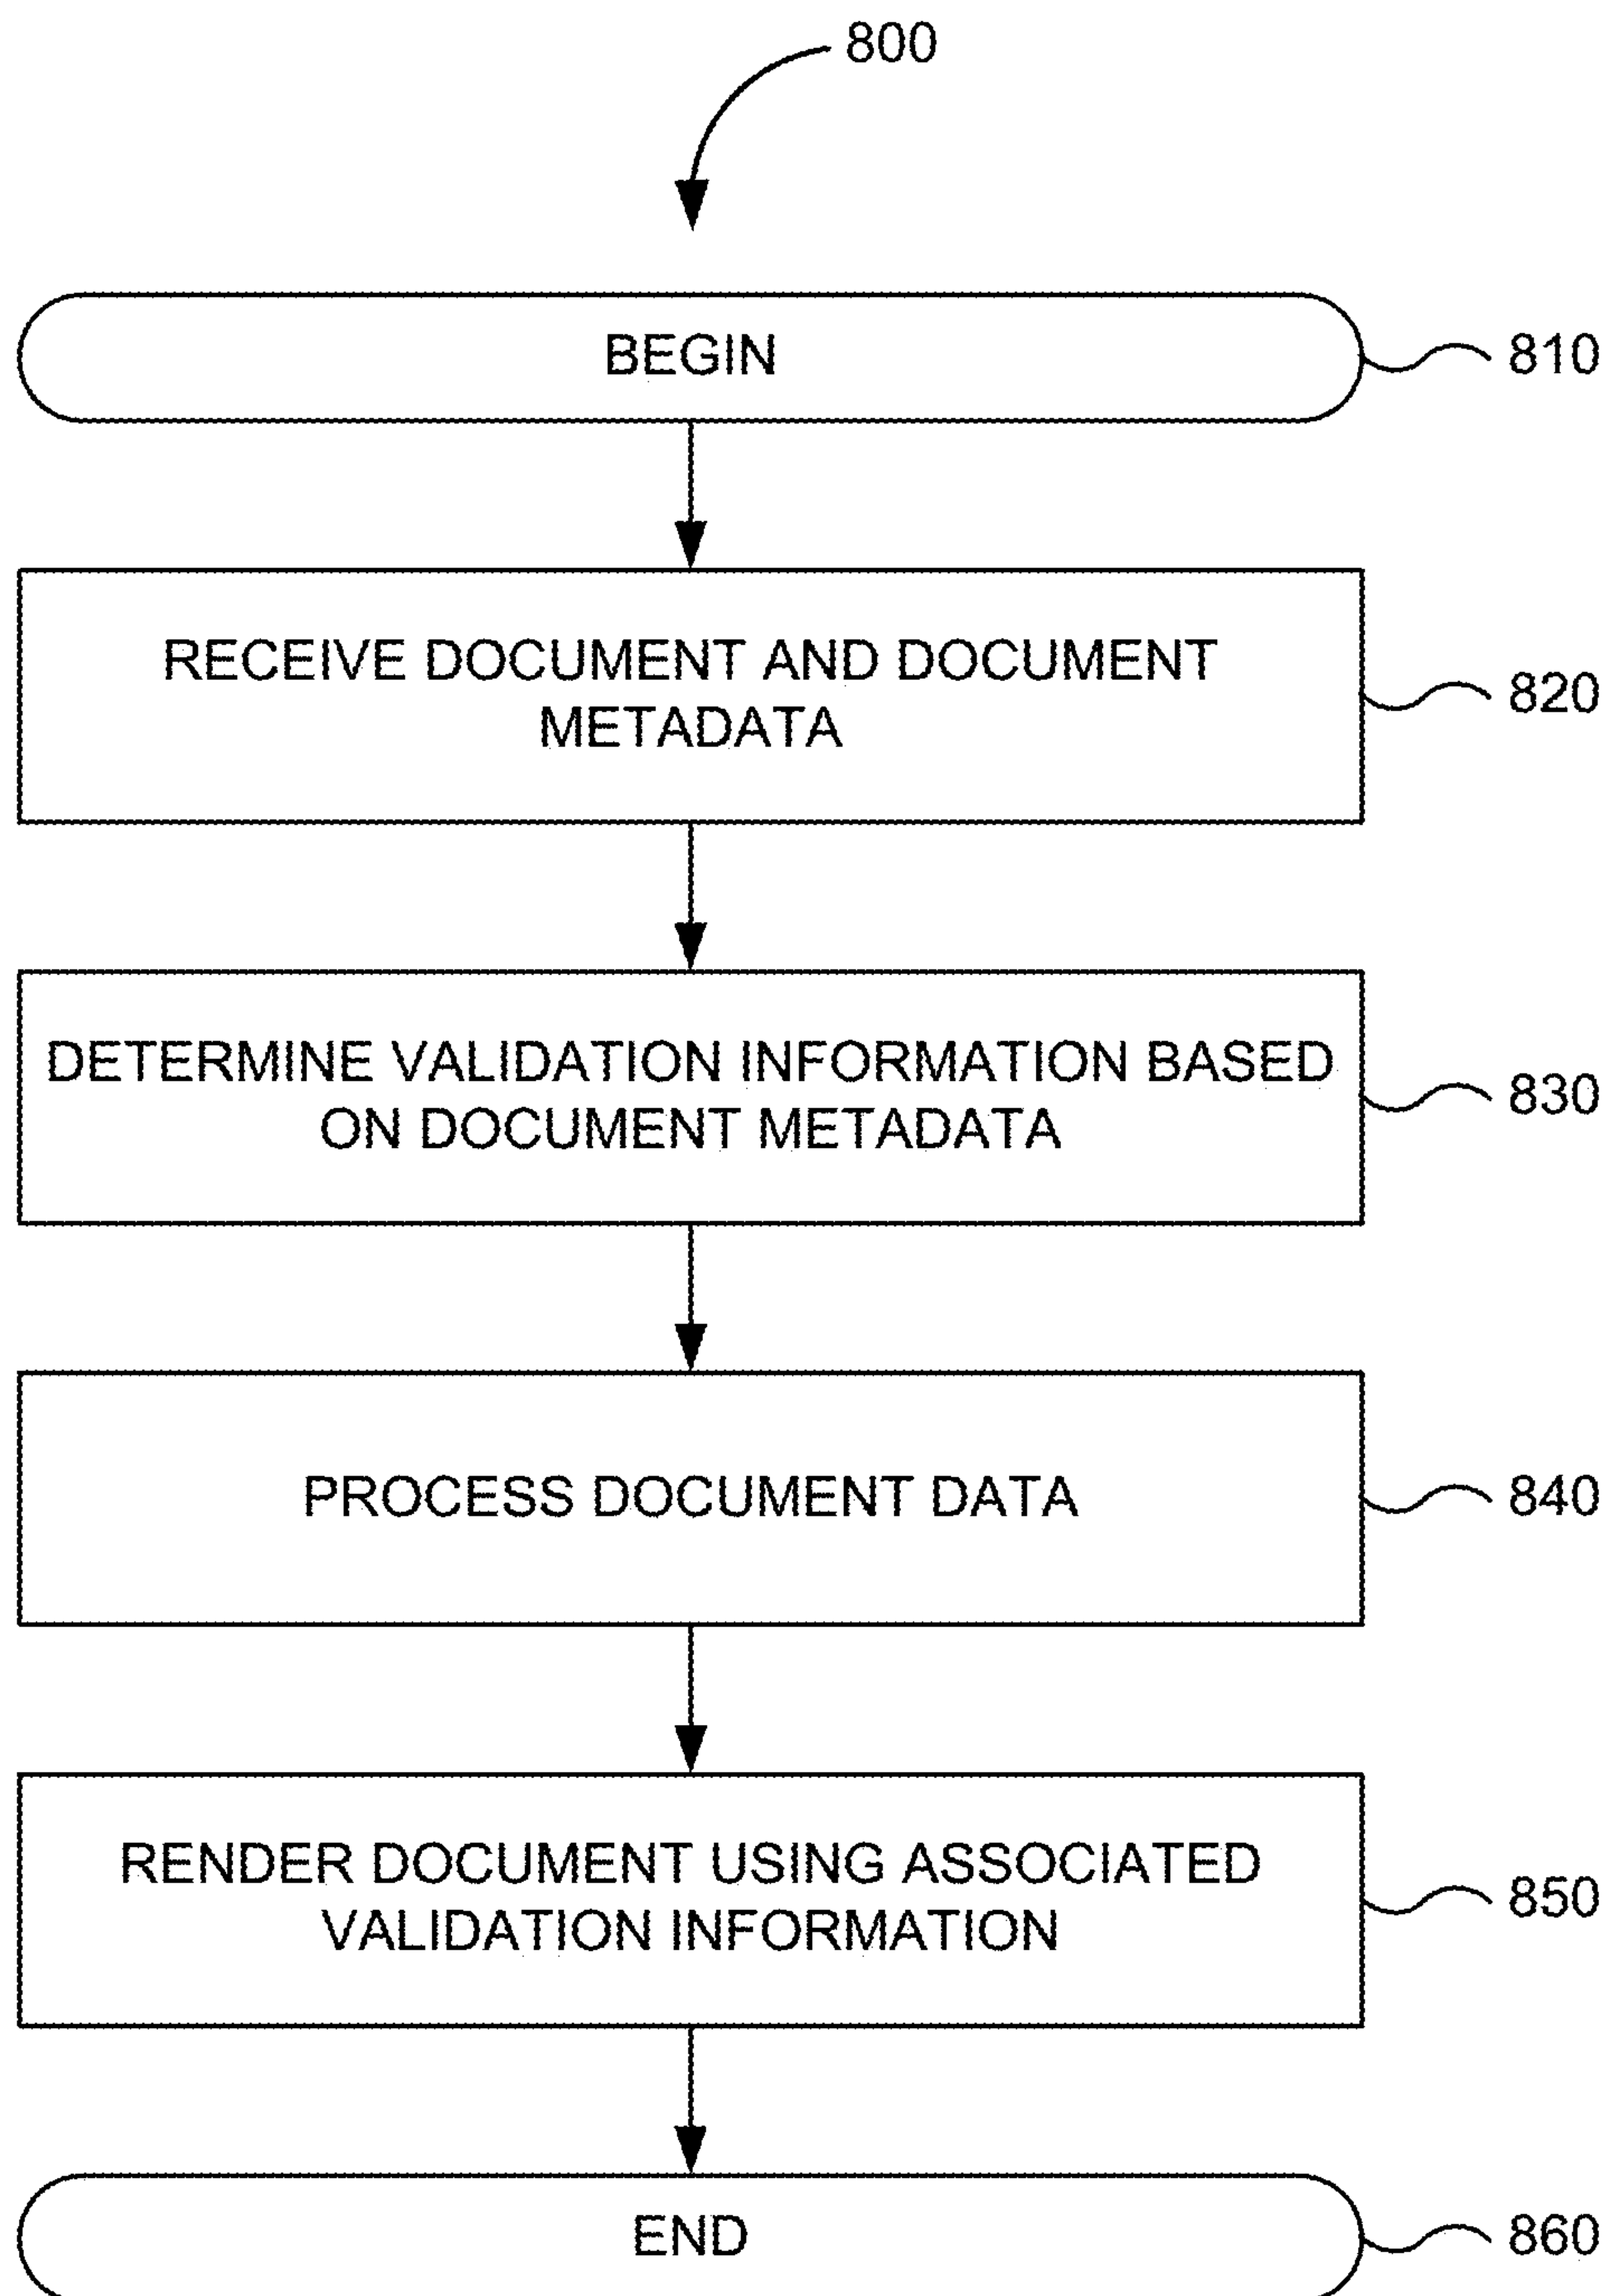 800
BEGIN
810
RECEIVE DOCUMENT AND DOCUMENT
METADATA
820
DETERMINE VALIDATION INFORMATION BASED
ON DOCUMENT METADATA
830
PROCESS DOCUMENT DATA
840
RENDER DOCUMENT USING ASSOCIATED
VALIDATION INFORMATION
850
END
860